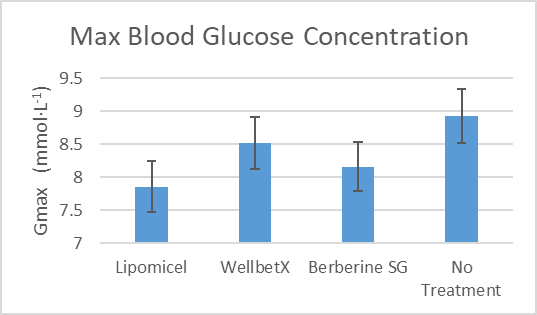 Max Blood Glucose Concentration
Gmax (mmol·L⁻¹)
9.5
9
8.5
8
7.5
7
Lipomicel
WellbetX
Berberine SG
No
Treatment